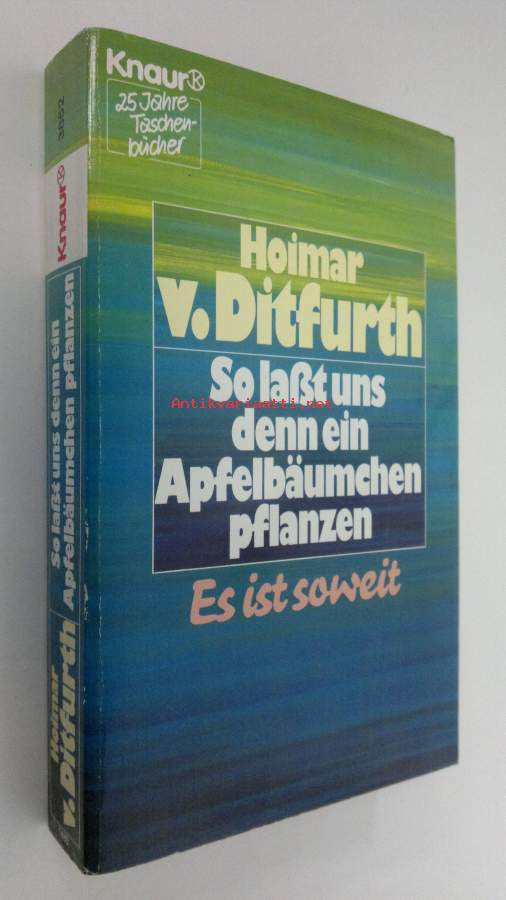 Knaur
25 Jahre
Taschen-
bücher
Hoimar
v. Ditfurth
So laßt uns
denn ein
Apfelbäumchen
pflanzen
Es ist soweit
Antikvariaatti.net
3852
Knaur
So laßt uns denn ein
Apfelbäumchen pflanzen
Hoimar
v. Ditfurth